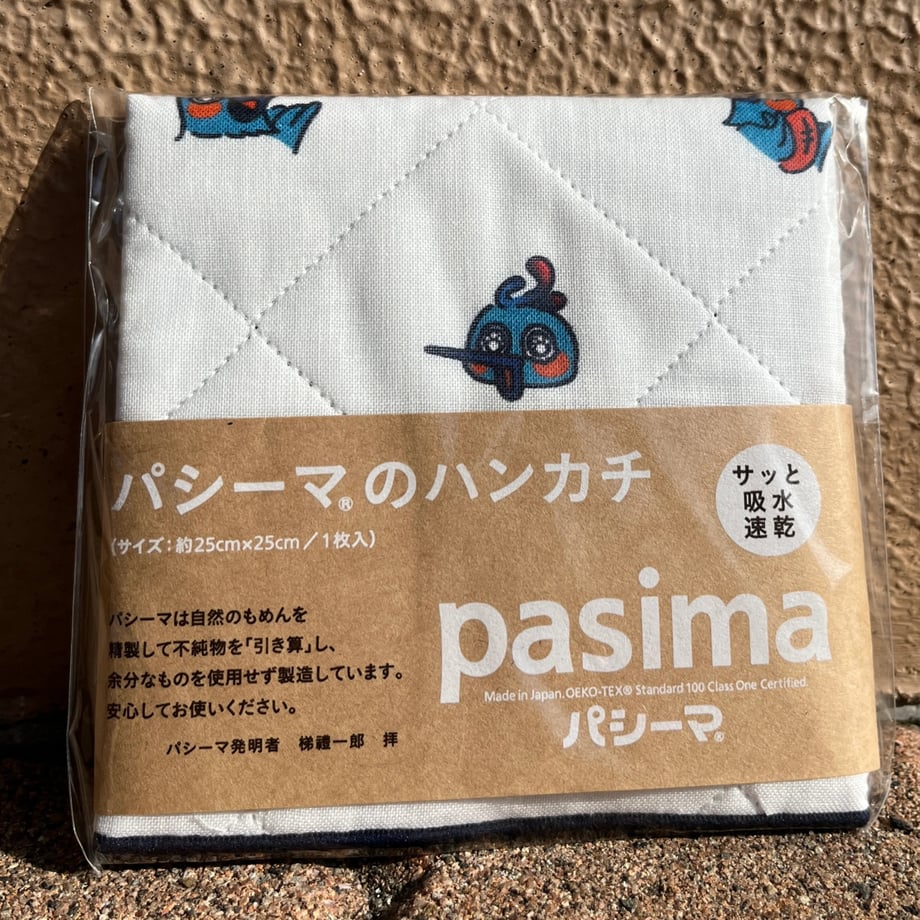 パシーマ®のハンカチ
（サイズ：約25cm×25cm／1枚入）
サッと
吸水
速乾
パシーマは自然のもめんを
精製して不純物を「引き算」し、
余分なものを使用せず製造しています。
安心してお使いください。
パシーマ発明者 梯禮一郎 拝
pasima
Made in Japan. OEKO-TEX® Standard 100 Class One Certified.
パシーマ®